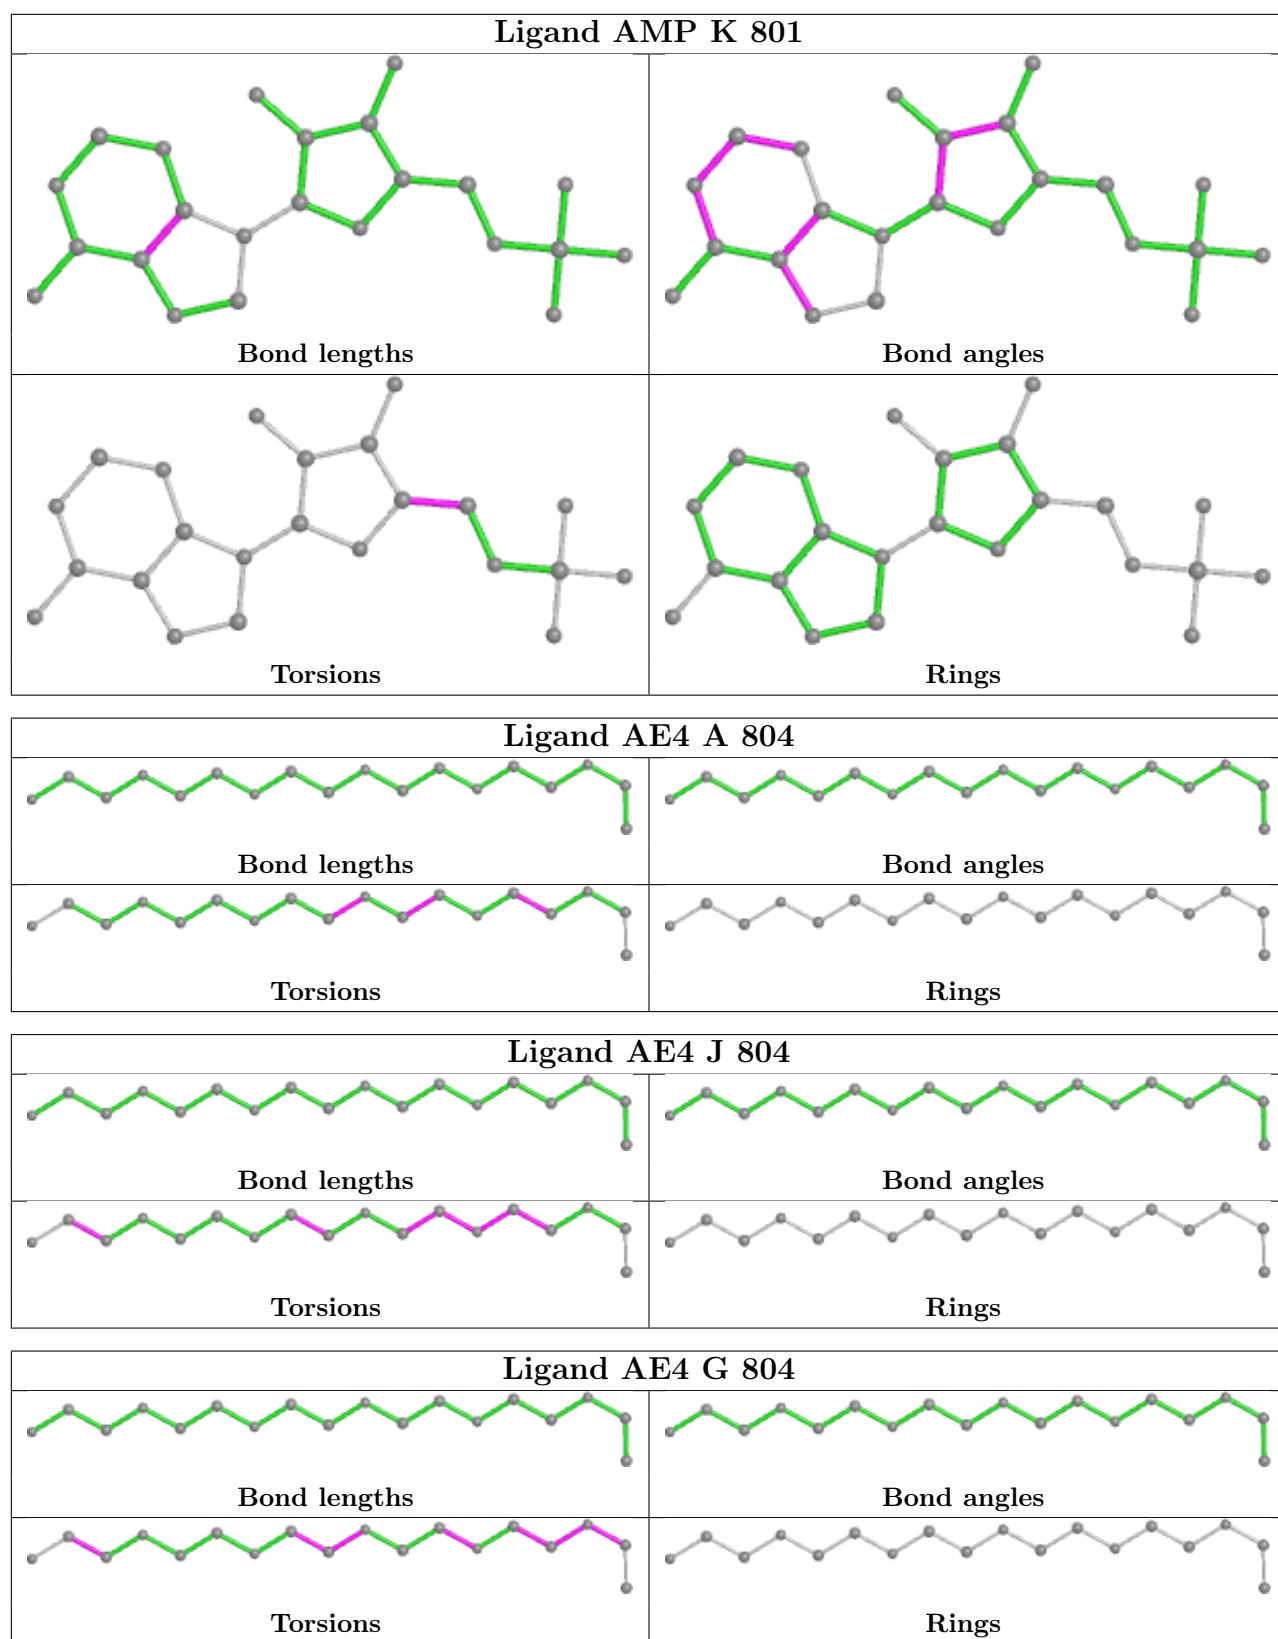 Ligand AMP K 801
Bond lengths
Bond angles
Torsions
Rings
Ligand AE4 A 804
Bond lengths
Bond angles
Torsions
Rings
Ligand AE4 J 804
Bond lengths
Bond angles
Torsions
Rings
Ligand AE4 G 804
Bond lengths
Bond angles
Torsions
Rings